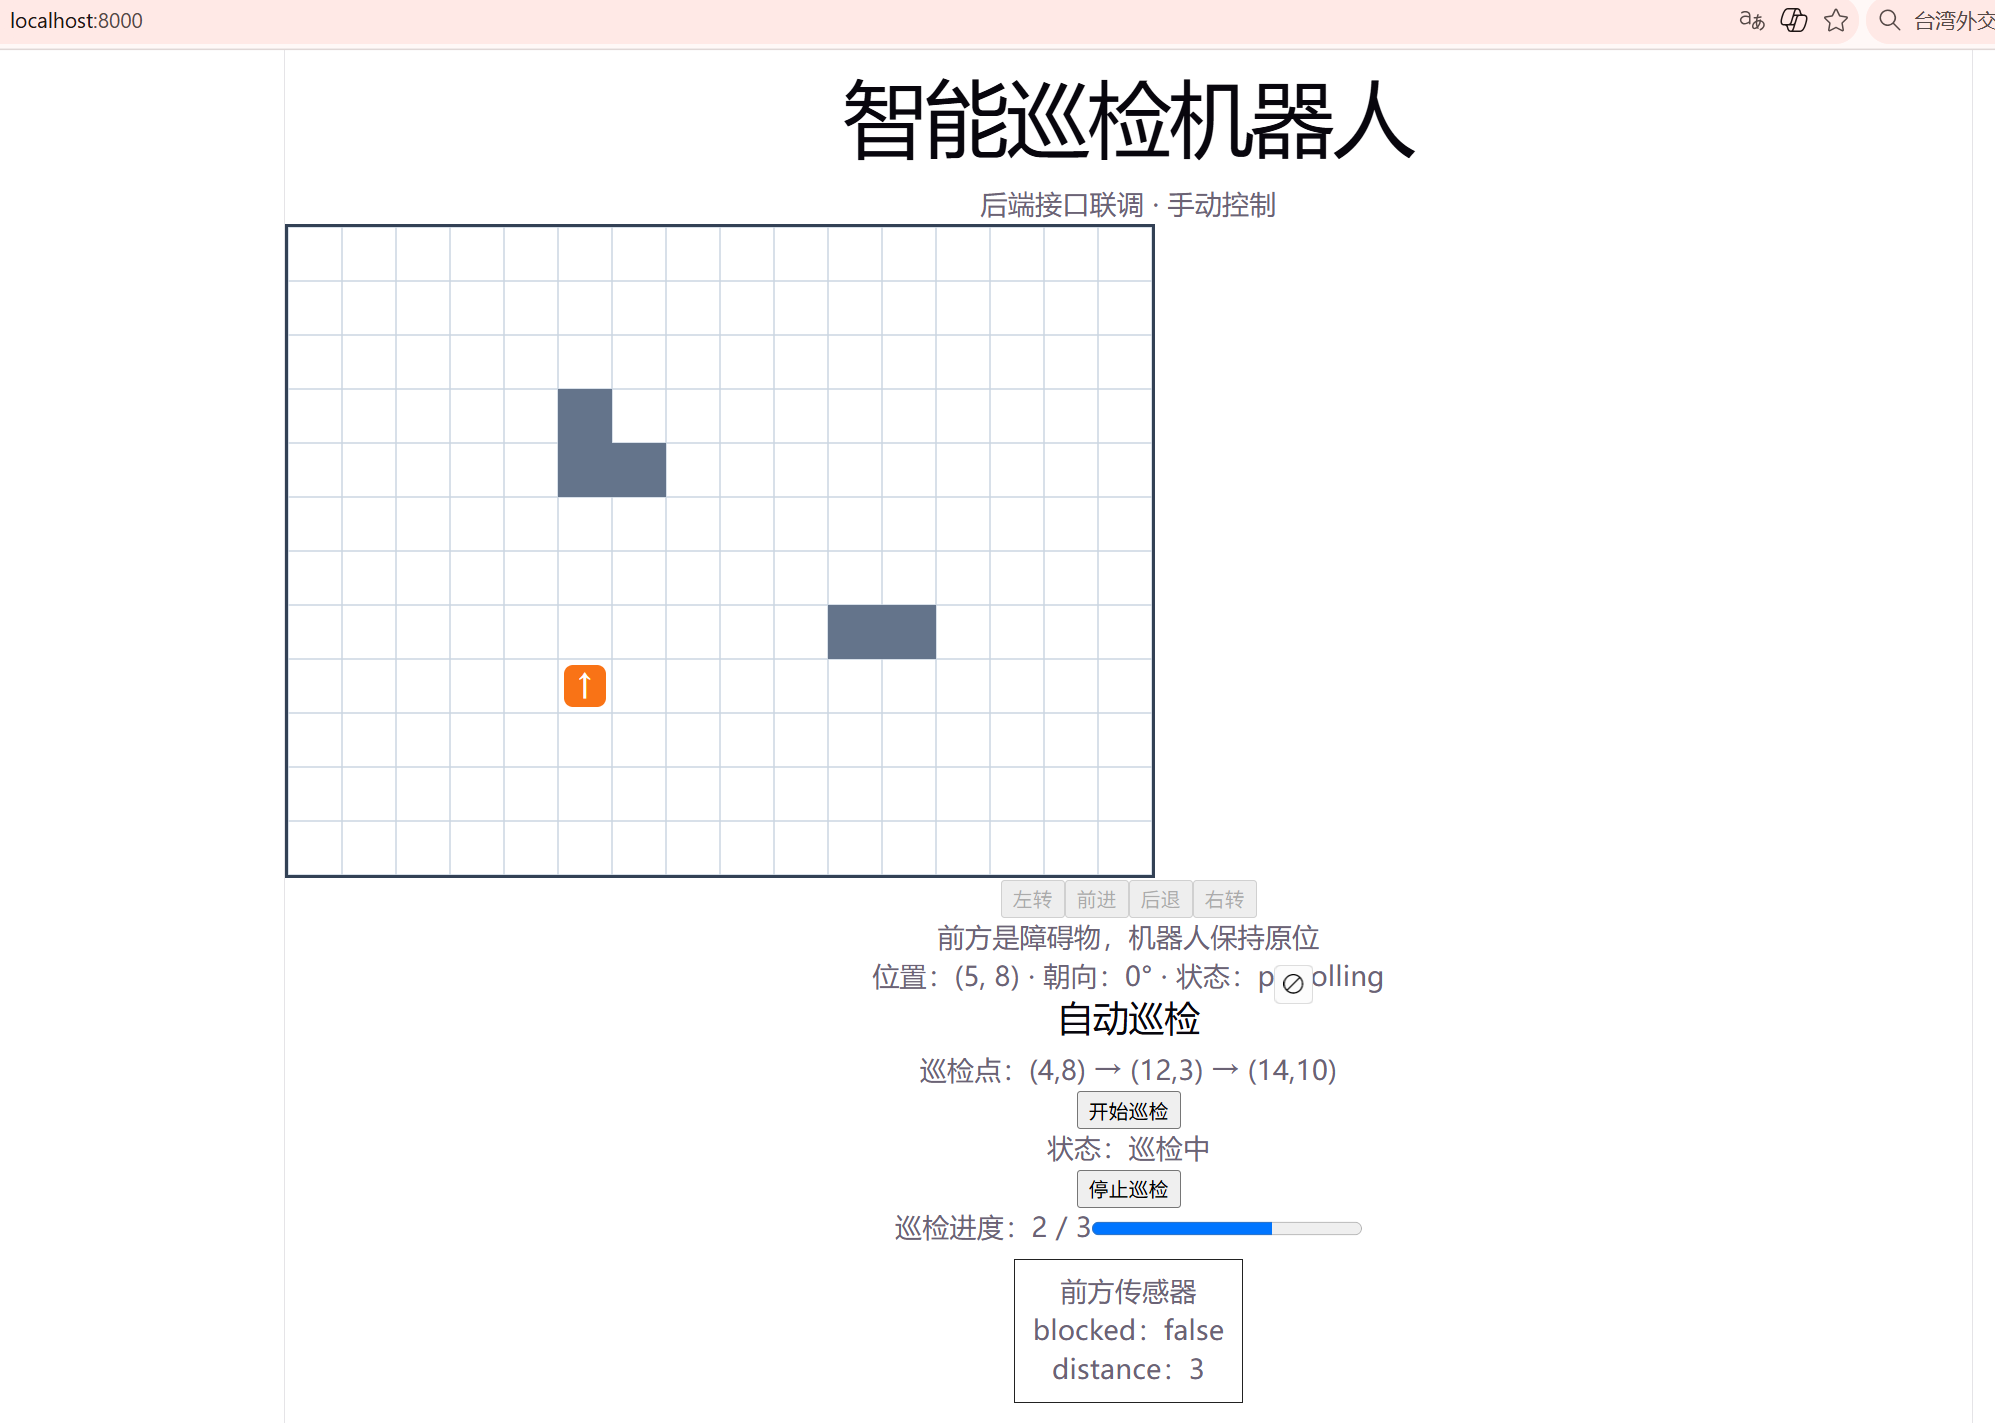 localhost:8000
台湾外交
智能巡检机器人
后端接口联调 · 手动控制
↑
左转 前进 后退 右转
前方是障碍物，机器人保持原位
位置：(5, 8) · 朝向：0° · 状态：p olling
自动巡检
巡检点：(4,8) → (12,3) → (14,10)
开始巡检
状态：巡检中
停止巡检
巡检进度：2 / 3
前方传感器
blocked：false
distance：3